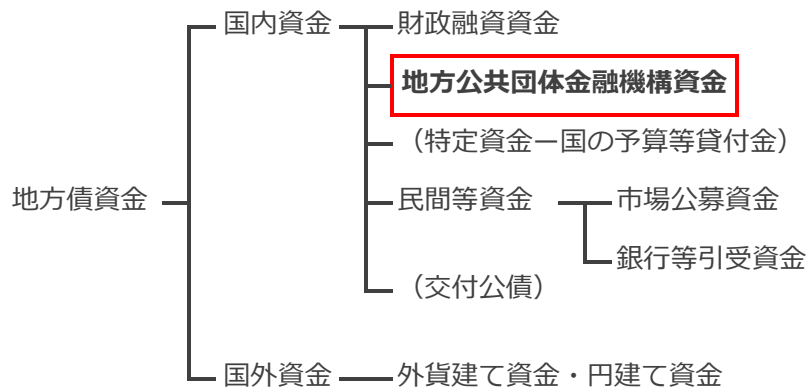 国内資金
財政融資資金
地方公共団体金融機構資金
（特定資金ー国の予算等貸付金）
地方債資金
民間等資金
市場公募資金
銀行等引受資金
（交付公債）
国外資金
外貨建て資金・円建て資金